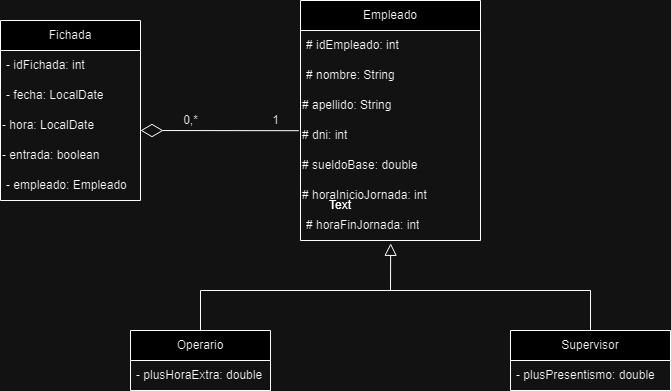 Fichada
- idFichada: int
- fecha: LocalDate
- hora: LocalDate
- entrada: boolean
- empleado: Empleado
0,*
1
Empleado
# idEmpleado: int
# nombre: String
# apellido: String
# dni: int
# sueldoBase: double
# horaInicioJornada: int
Text
# horaFinJornada: int
Operario
- plusHoraExtra: double
Supervisor
- plusPresentismo: double